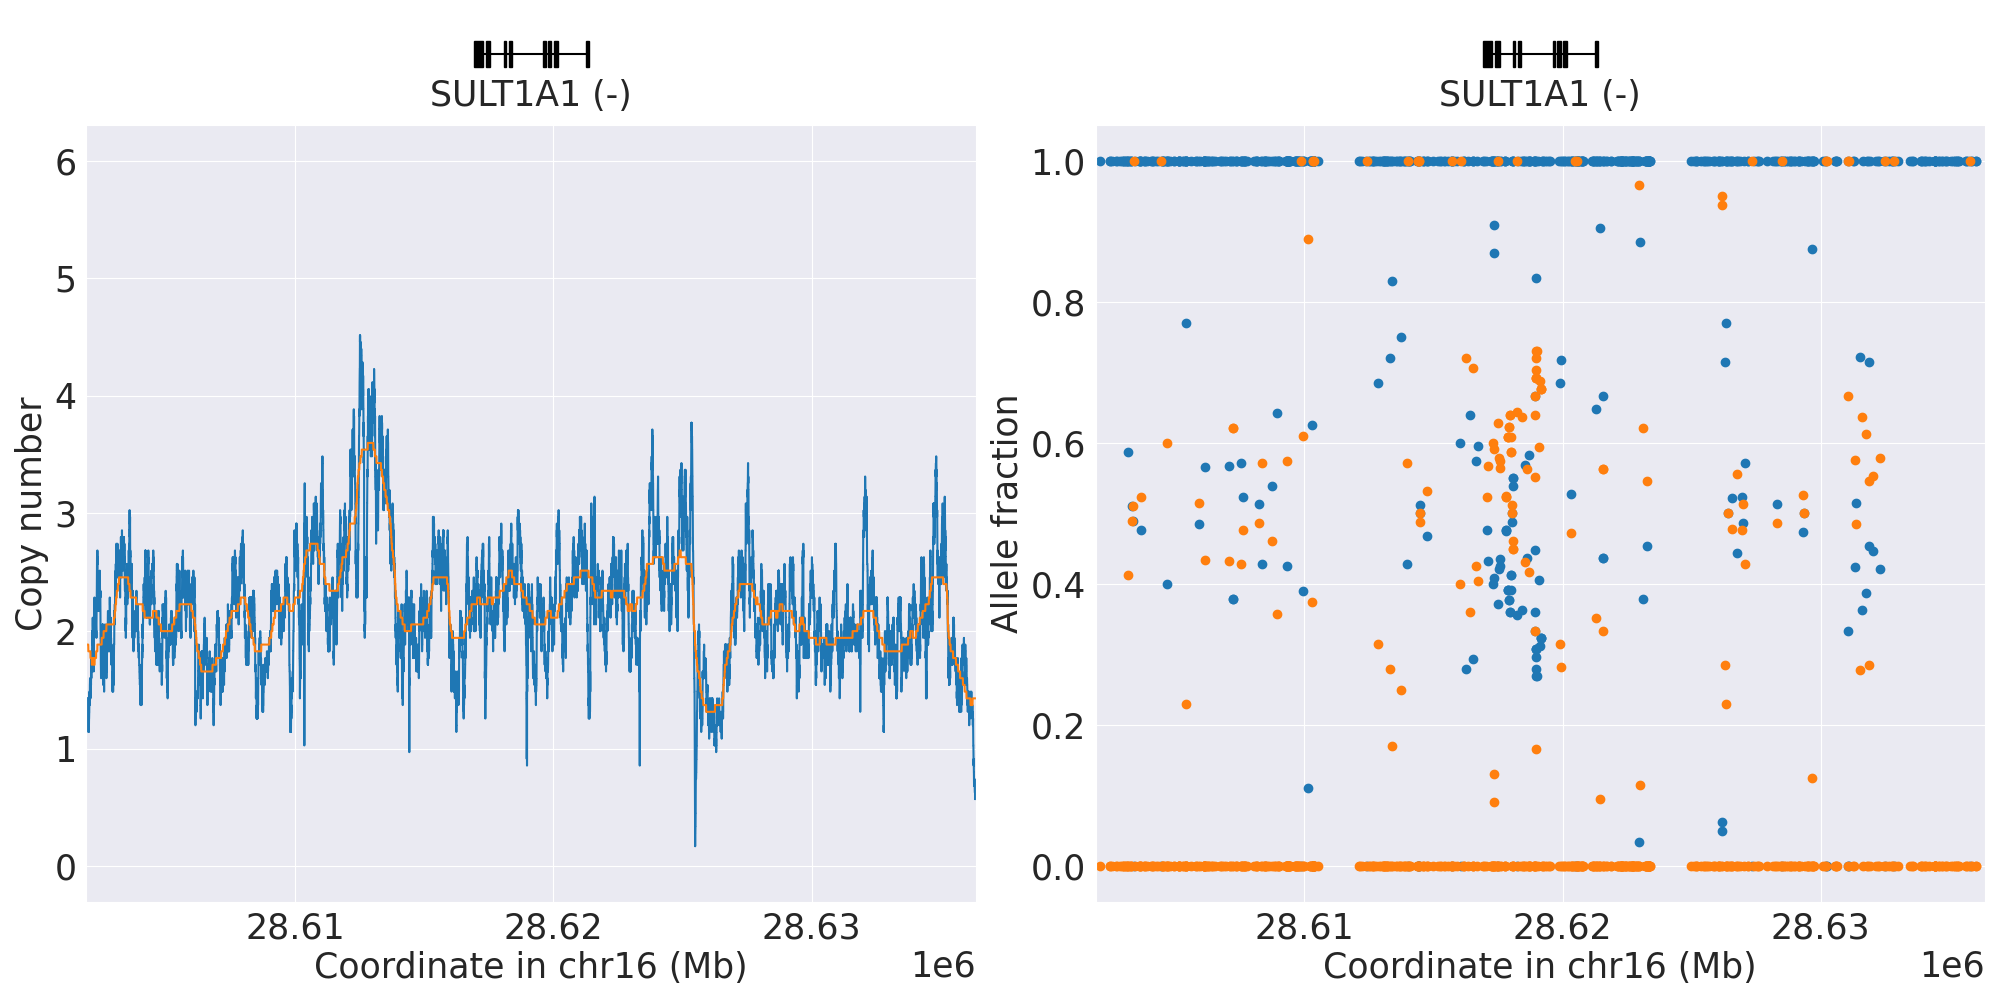 SULT1A1 (-)
Copy number
6
5
4
3
2
1
0
28.61
28.62
28.63
Coordinate in chr16 (Mb)
1e6
SULT1A1 (-)
Allele fraction
1.0
0.8
0.6
0.4
0.2
0.0
28.61
28.62
28.63
Coordinate in chr16 (Mb)
1e6